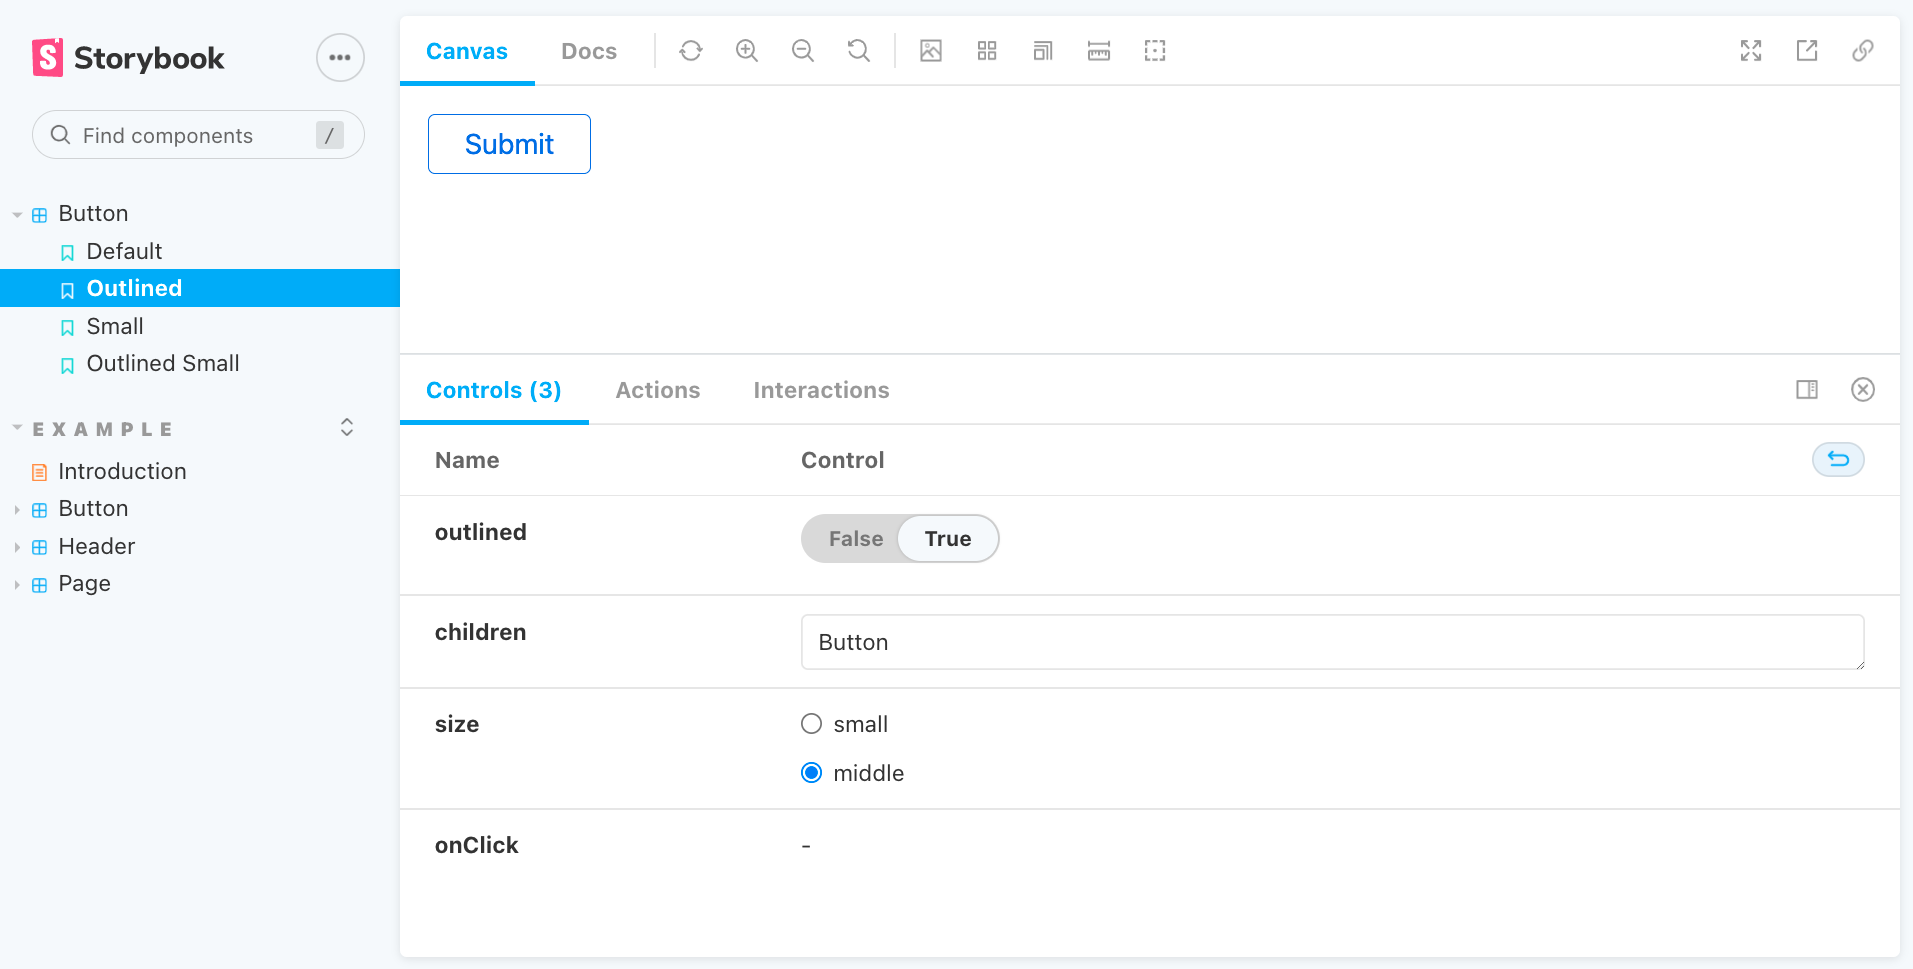 Storybook
Find components /
Button
Default
Outlined
Small
Outlined Small
EXAMPLE
Introduction
Button
Header
Page
Canvas Docs
Submit
Controls (3) Actions Interactions
Name Control
outlined False True
children Button
size small
middle
onClick -